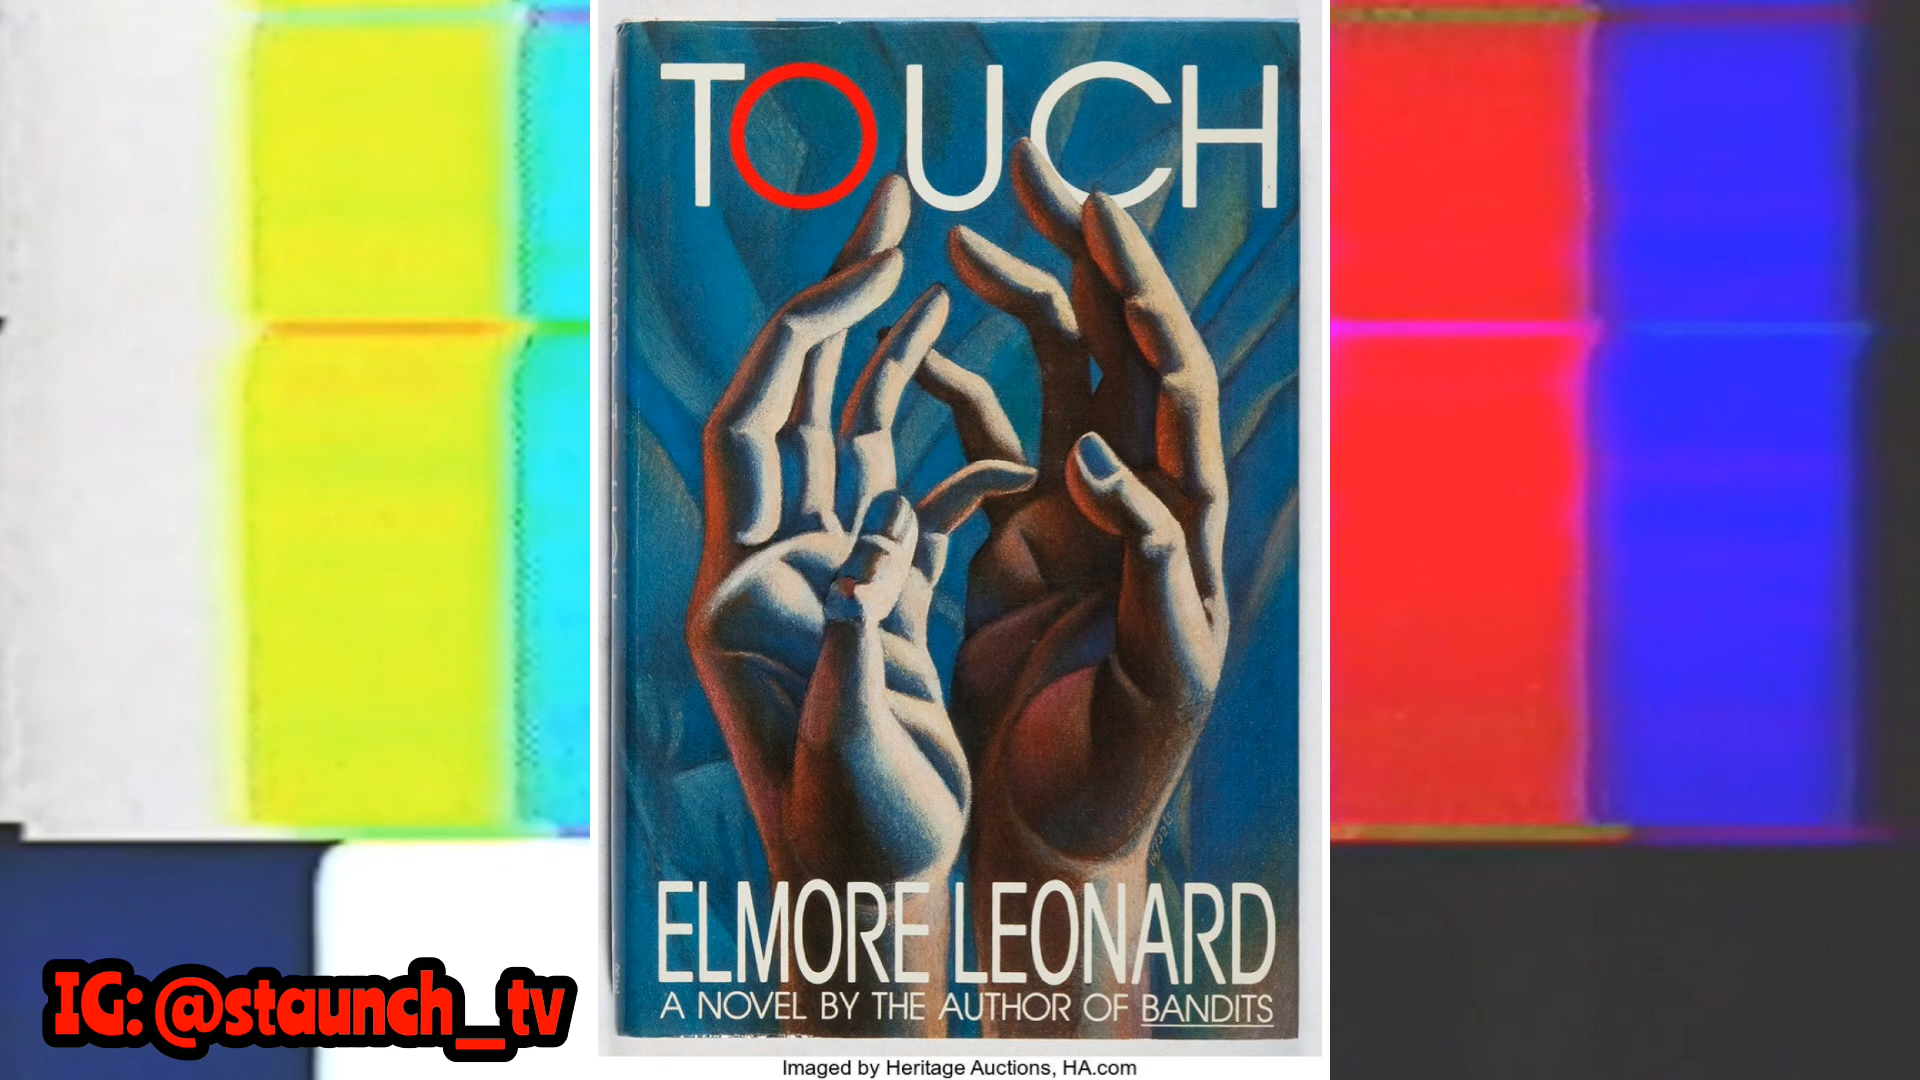 TOUCH
ELMORE LEONARD
A NOVEL BY THE AUTHOR OF BANDITS
IG: @staunch_tv
Imaged by Heritage Auctions, HA.com